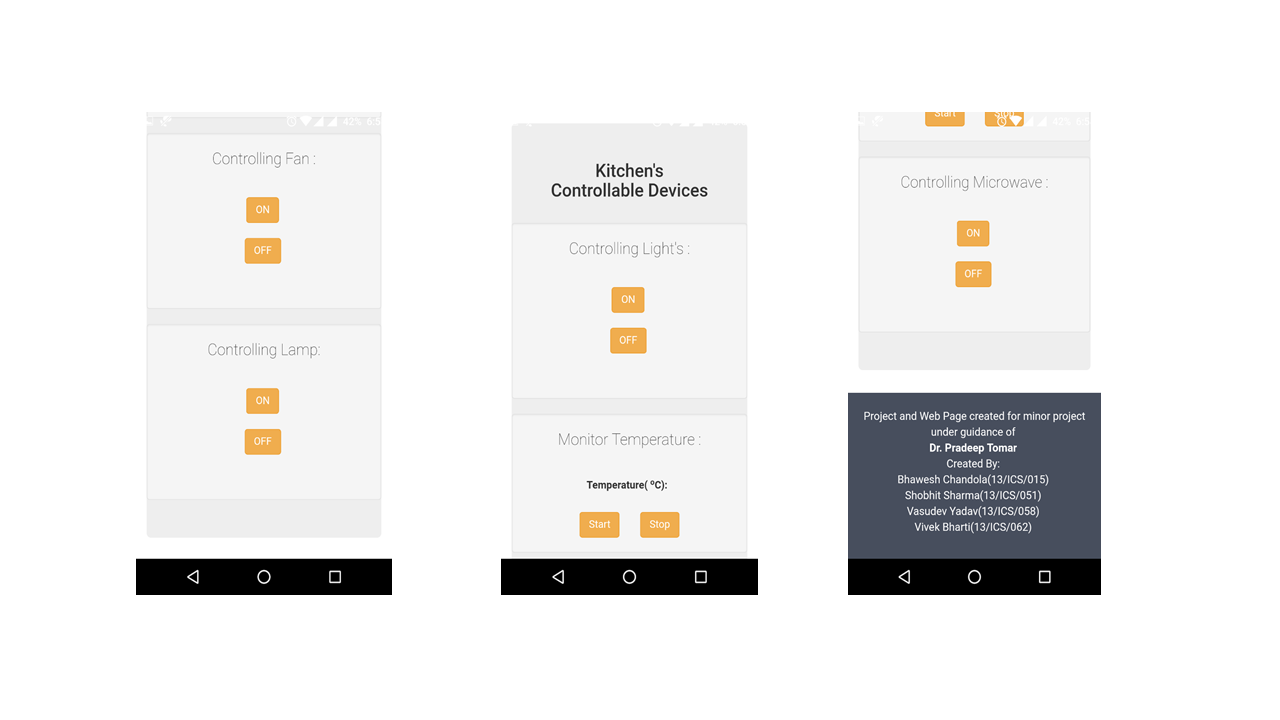 42%
Controlling Fan :
ON
OFF
Controlling Lamp:
ON
OFF
Kitchen's
Controllable Devices
Controlling Light's :
ON
OFF
Monitor Temperature :
Temperature( ºC):
Start Stop
Start Stop
42%
Controlling Microwave :
ON
OFF
Project and Web Page created for minor project
under guidance of
Dr. Pradeep Tomar
Created By:
Bhawesh Chandola(13/ICS/015)
Shobhit Sharma(13/ICS/051)
Vasudev Yadav(13/ICS/058)
Vivek Bharti(13/ICS/062)